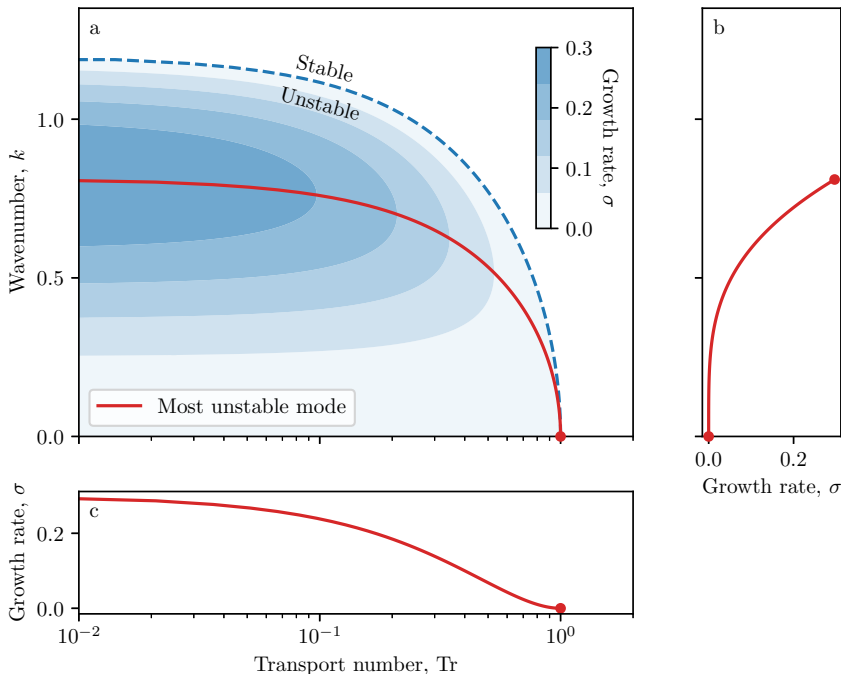 a
Stable
Unstable
0.3
0.2
0.1
0.0
Growth rate, σ
1.0
0.5
0.0
Wavenumber, k
Most unstable mode
b
0.0
0.2
Growth rate, σ
c
0.2
0.0
Growth rate, σ
10⁻²
10⁻¹
10⁰
Transport number, Tr